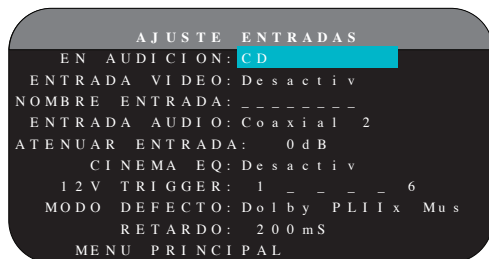 AJUSTE ENTRADAS
EN AUDICION: CD
ENTRADA VIDEO: Desactiv
NOMBRE ENTRADA: _ _ _ _ _ _ _ _
ENTRADA AUDIO: Coaxial 2
ATENUAR ENTRADA: 0dB
CINEMA EQ: Desactiv
12V TRIGGER: 1 _ _ _ _ 6
MODO DEFECTO: Dolby PLIIx Mus
RETARDO: 200mS
MENU PRINCIPAL